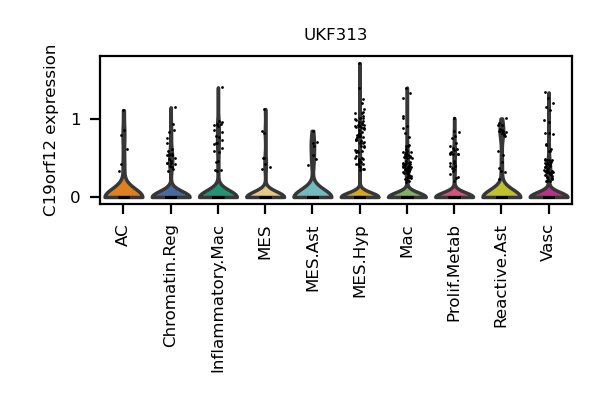 UKF313
C19orf12 expression
1
0
AC
Chromatin.Reg
Inflammatory.Mac
MES
MES.Ast
MES.Hyp
Mac
Prolif.Metab
Reactive.Ast
Vasc